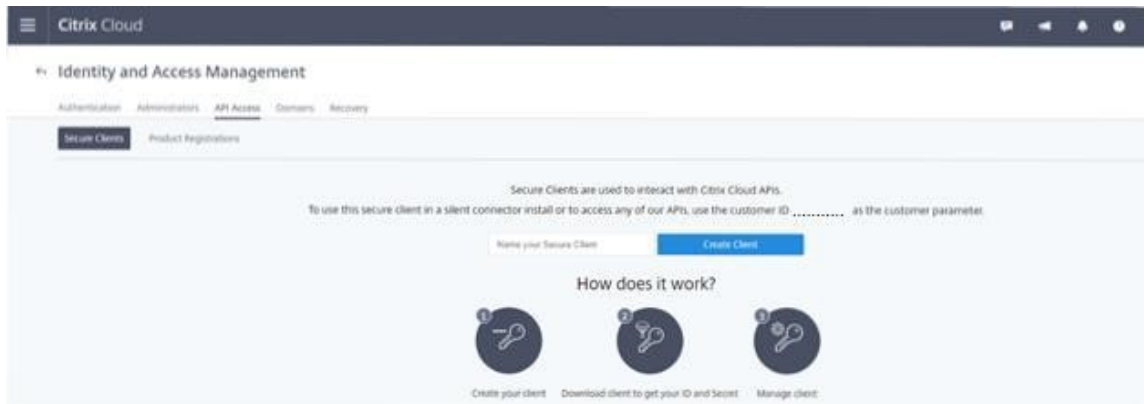 Citrix Cloud
Identity and Access Management
Authentication Administrators API Access Domains Recovery
Secure Clients Product Registrations
Secure Clients are used to interact with Citrix Cloud APIs.
To use this secure client in a silent connector install or to access any of our APIs, use the customer ID ........... as the customer parameter.
Name your Secure Client Create Client
How does it work?
1 2 3
Create your client Download client to get your ID and Secret Manage client